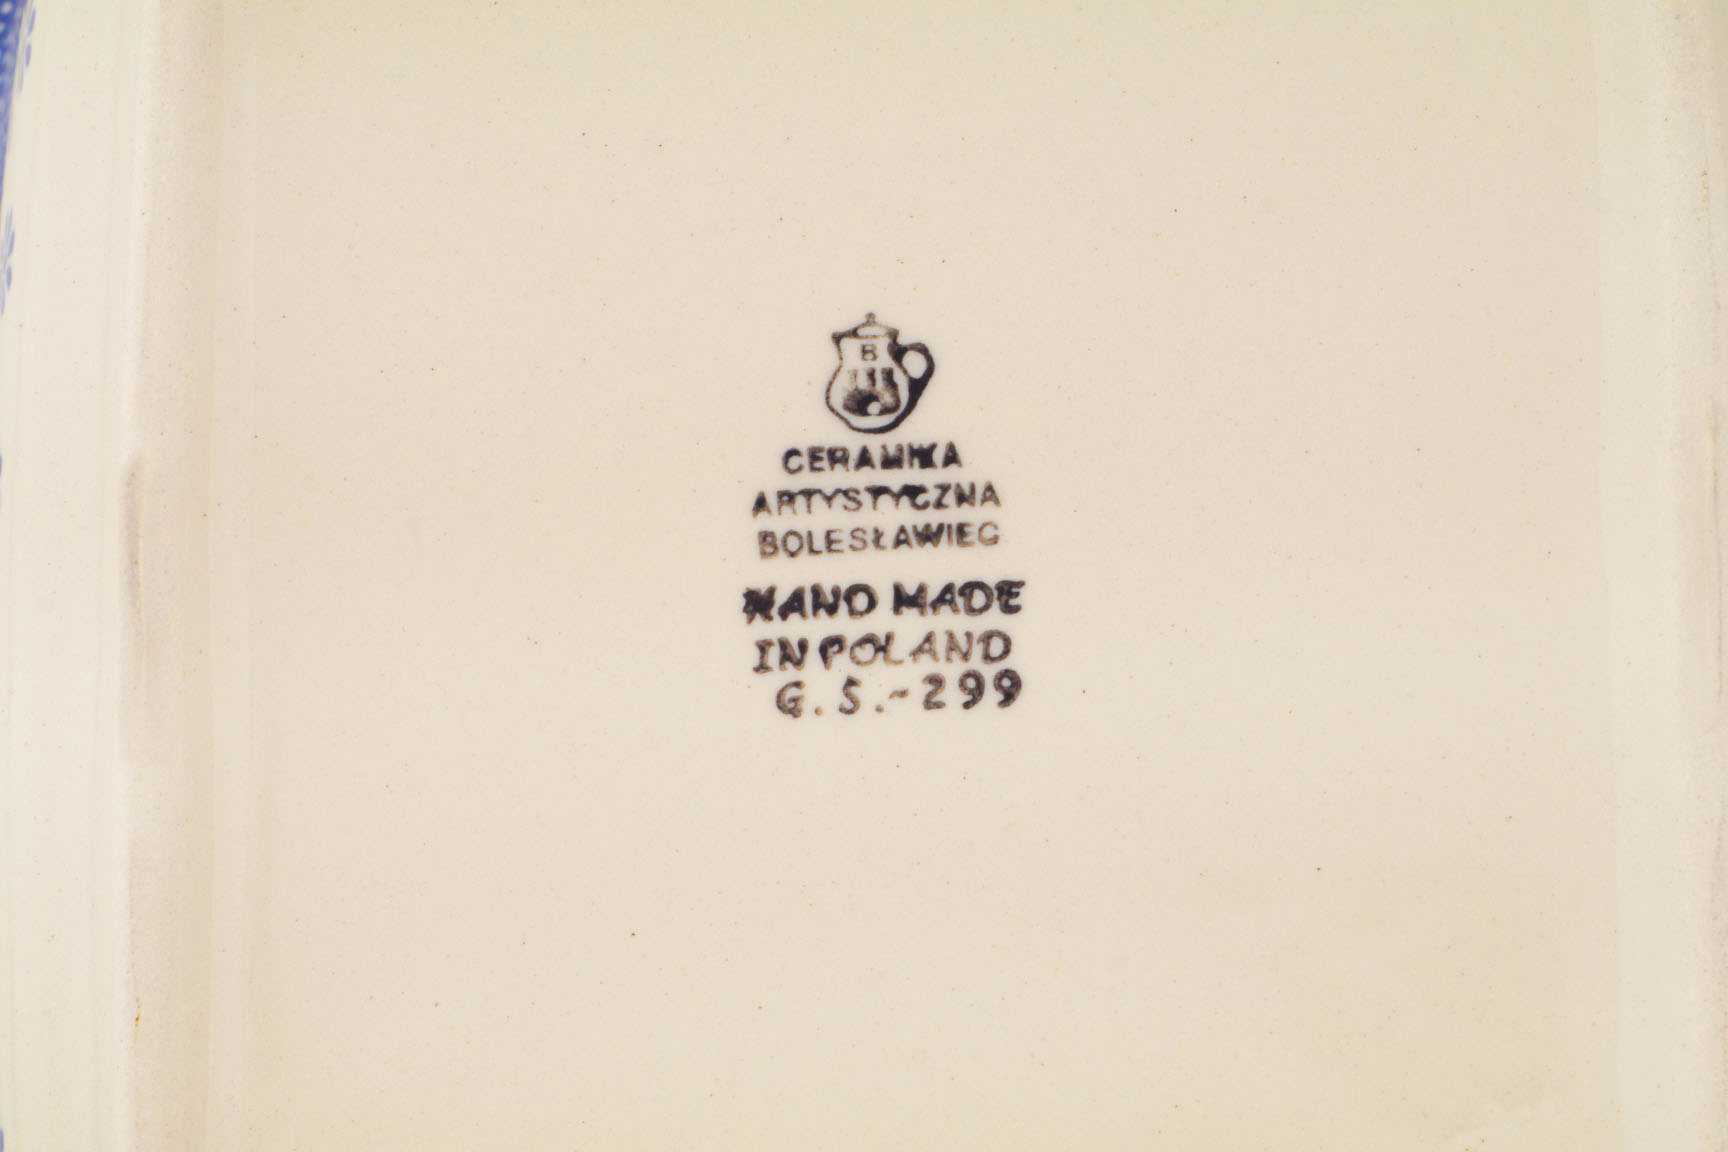 B
CERAMIKA
ARTYSTYCZNA
BOLESŁAWIEC
HAND MADE
IN POLAND
G.S.-299